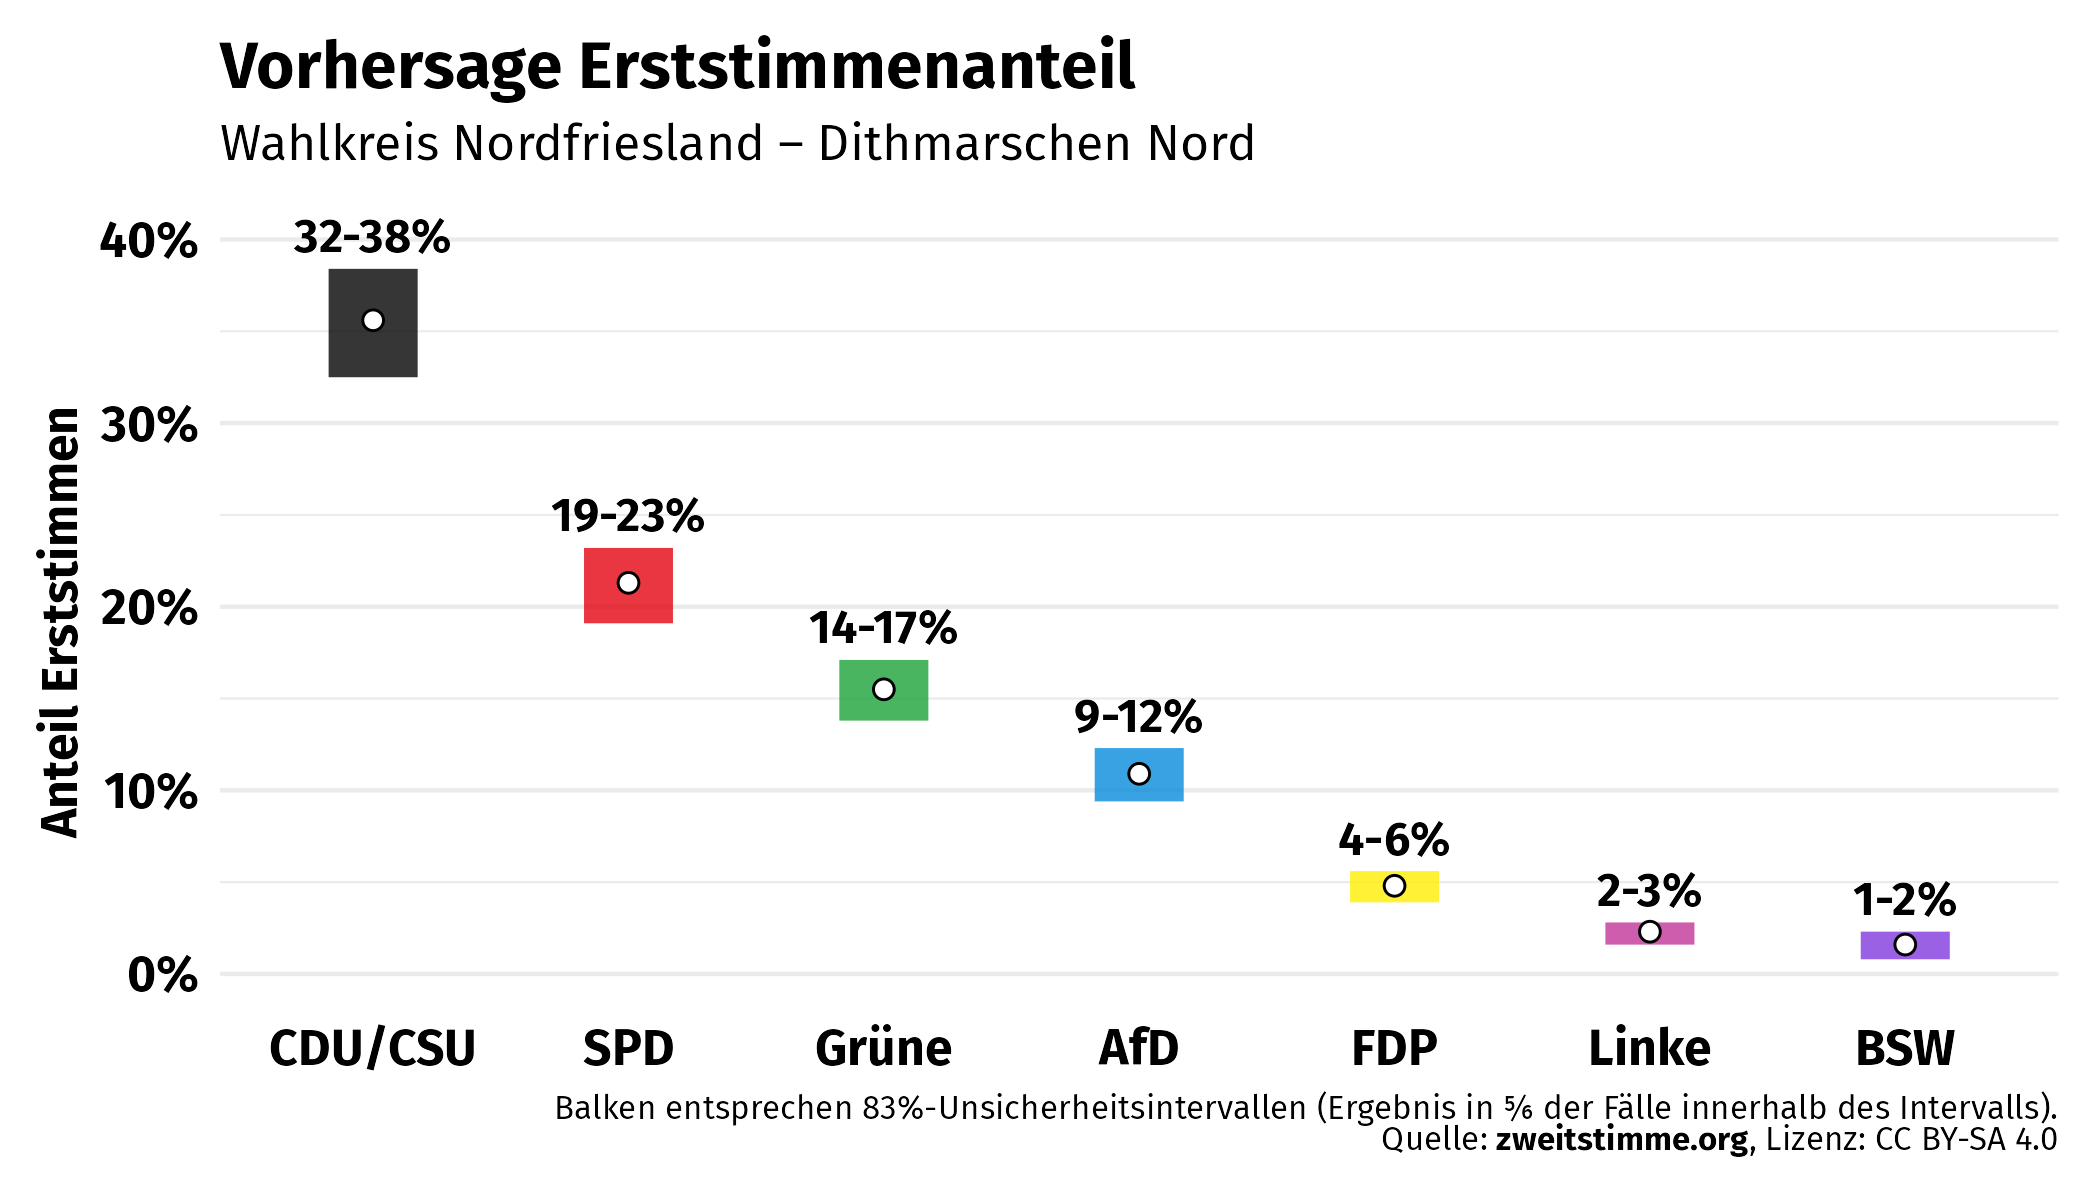 Vorhersage Erststimmenanteil
Wahlkreis Nordfriesland – Dithmarschen Nord
Anteil Erststimmen
40%
30%
20%
10%
0%
32-38%
19-23%
14-17%
9-12%
4-6%
2-3%
1-2%
CDU/CSU SPD Grüne AfD FDP Linke BSW
Balken entsprechen 83%-Unsicherheitsintervallen (Ergebnis in ⅚ der Fälle innerhalb des Intervalls).
Quelle: zweitstimme.org, Lizenz: CC BY-SA 4.0